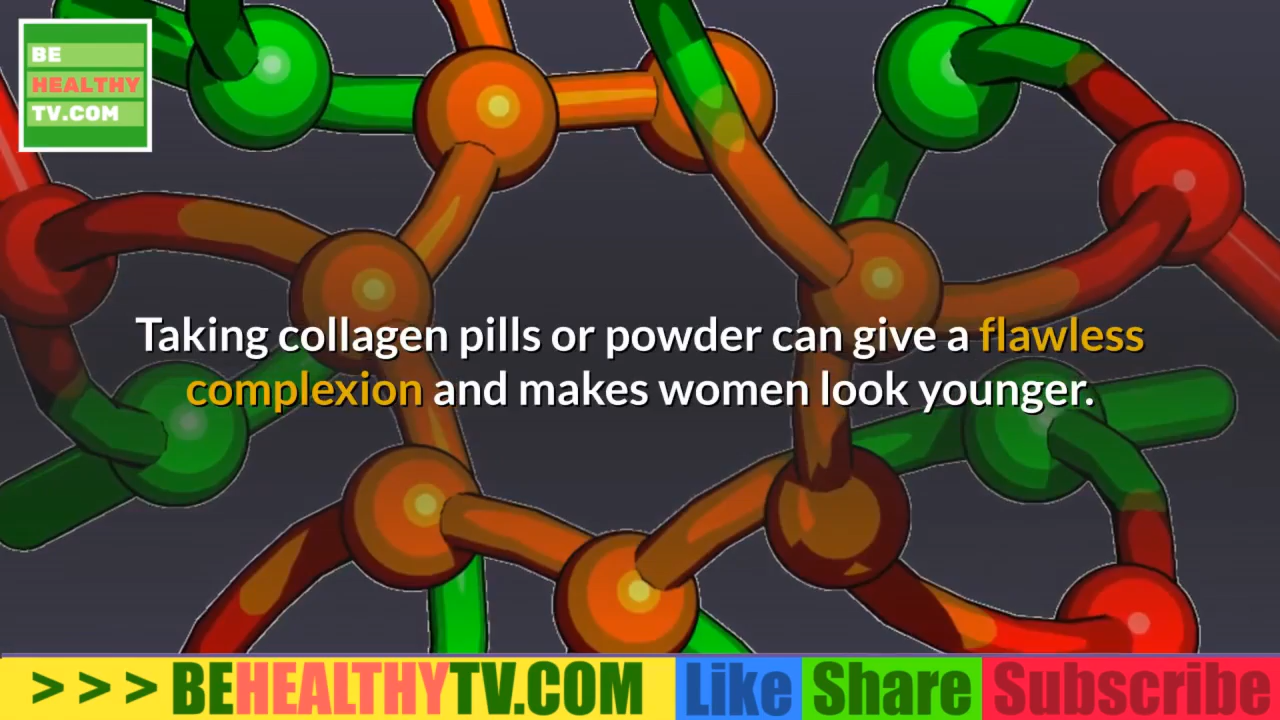 BE
HEALTHY
TV.COM
Taking collagen pills or powder can give a flawless
complexion and makes women look younger.
> > > BEHEALTHYTV.COM Like Share Subscribe